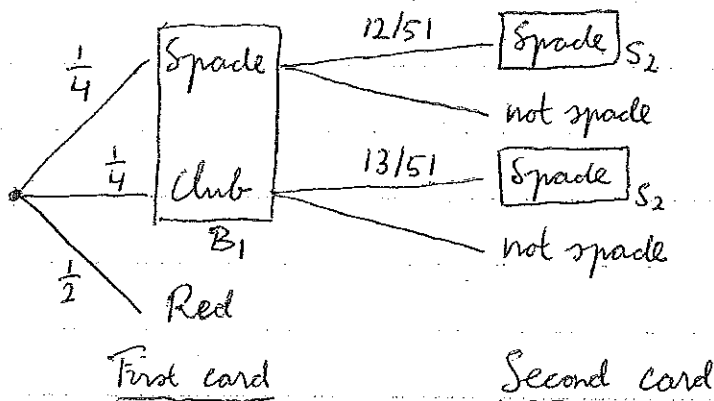 1/4 Spade 12/51 Spade S₂
not spade
1/4 Club 13/51 Spade S₂
B₁ not spade
1/2 Red
First card Second card